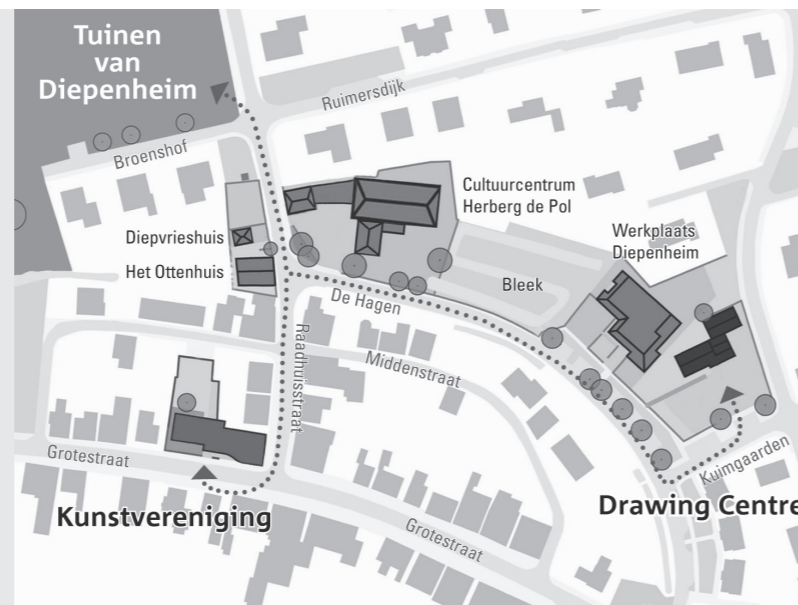 Tuinen
van
Diepenheim
Ruimersdijk
Broenshof
Cultuurcentrum
Herberg de Pol
Diepvrieshuis
Het Ottenhuis
Werkplaats
Diepenheim
Bleek
De Hagen
Raadhuisstraat
Middenstraat
Grotestraat
Kuimgaarden
Kunstvereniging
Drawing Centre
Grotestraat